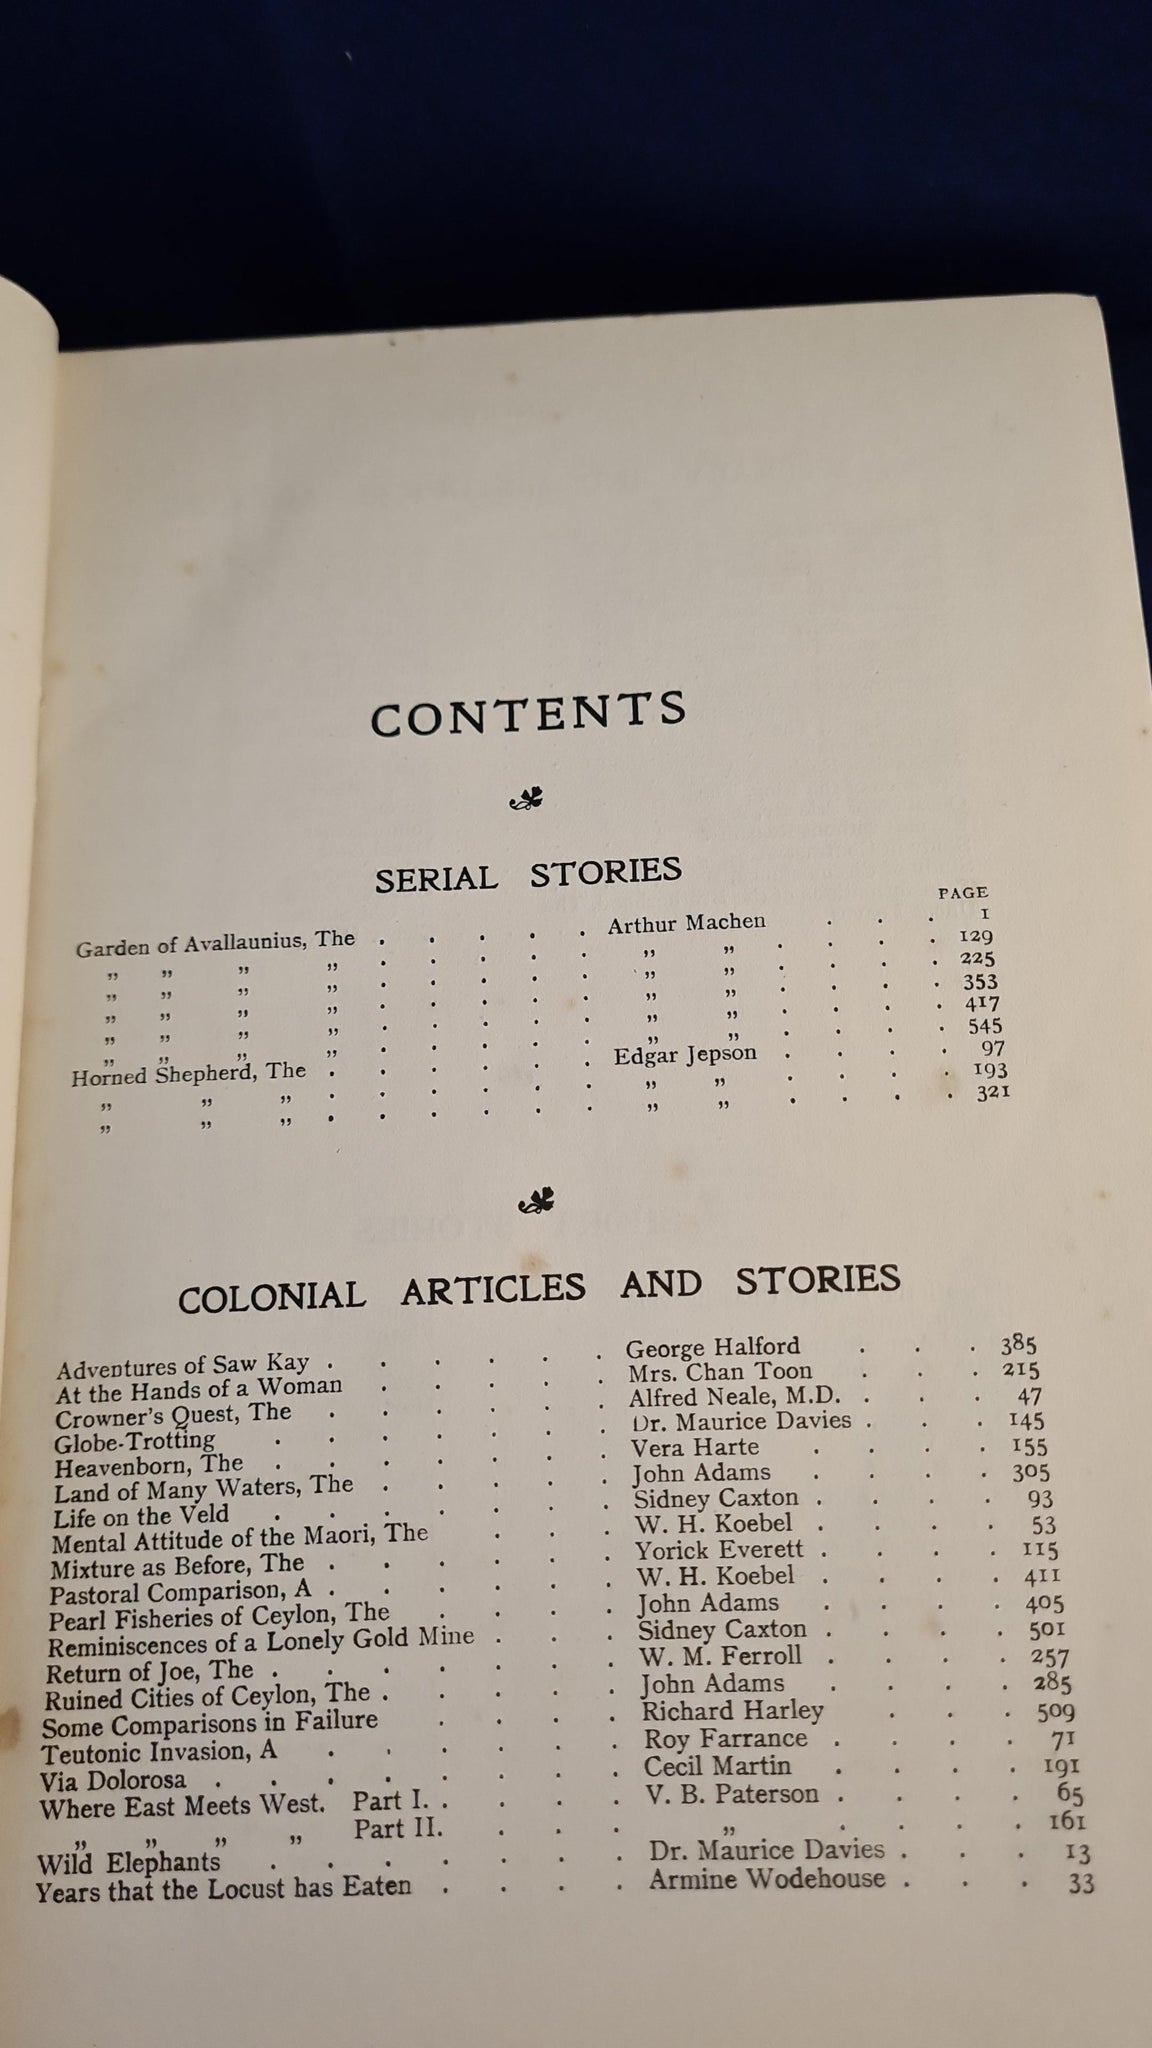 CONTENTS
SERIAL STORIES
PAGE
Garden of Avallaunius, The . . . . . Arthur Machen . . . 1
„ „ „ „ . . . . . „ „ . . . . 129
„ „ „ „ . . . . . „ „ . . . . 225
„ „ „ „ . . . . . „ „ . . . . 353
„ „ „ „ . . . . . „ „ . . . . 417
„ „ „ „ . . . . . „ „ . . . . 545
Horned Shepherd, The . . . . . . Edgar Jepson . . . . 97
„ „ „ . . . . . . „ „ . . . . 193
„ „ „ . . . . . . „ „ . . . . 321
COLONIAL ARTICLES AND STORIES
Adventures of Saw Kay . . . . . . George Halford . . . 385
At the Hands of a Woman . . . . . Mrs. Chan Toon . . . 215
Crowner's Quest, The . . . . . . Alfred Neale, M.D. . . . 47
Globe-Trotting . . . . . . . Dr. Maurice Davies . . . 145
Heavenborn, The . . . . . . . Vera Harte . . . . 155
Land of Many Waters, The . . . . . John Adams . . . . 305
Life on the Veld . . . . . . . Sidney Caxton . . . . 93
Mental Attitude of the Maori, The . . . W. H. Koebel . . . . 53
Mixture as Before, The . . . . . . Yorick Everett . . . . 115
Pastoral Comparison, A . . . . . . W. H. Koebel . . . . 411
Pearl Fisheries of Ceylon, The . . . . John Adams . . . . 405
Reminiscences of a Lonely Gold Mine . . . Sidney Caxton . . . . 501
Return of Joe, The . . . . . . . W. M. Ferroll . . . . 257
Ruined Cities of Ceylon, The . . . . . John Adams . . . . 285
Some Comparisons in Failure . . . . Richard Harley . . . 509
Teutonic Invasion, A . . . . . . Roy Farrance . . . . 71
Via Dolorosa . . . . . . . . Cecil Martin . . . . 191
Where East Meets West. Part I. . . . . V. B. Paterson . . . . 65
„ „ „ „ Part II. . . . . „ . . . 161
Wild Elephants . . . . . . . Dr. Maurice Davies . . . 13
Years that the Locust has Eaten . . . . Armine Wodehouse . . . 33